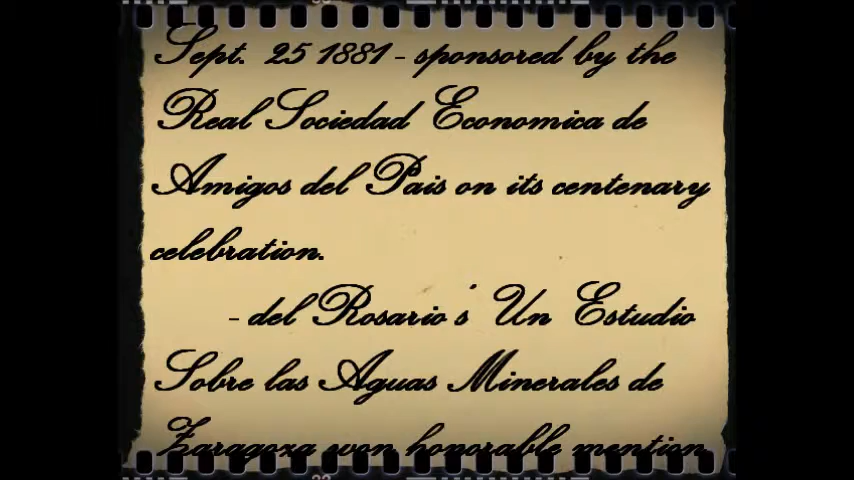 Sept. 25 1881 - sponsored by the
Real Sociedad Economica de
Amigos del Pais on its centenary
celebration.
- del Rosario's Un Estudio
Sobre las Aguas Minerales de
Zaragoza won honorable mention